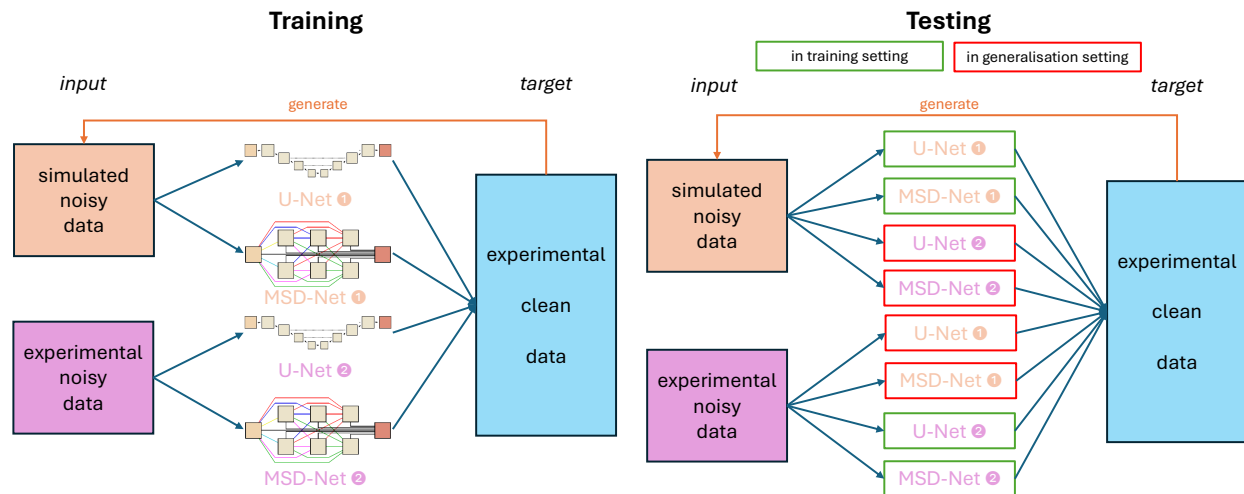 Training
input
target
generate
simulated
noisy
data
U-Net ❶
MSD-Net ❶
experimental
noisy
data
U-Net ❷
MSD-Net ❷
experimental
clean
data
Testing
in training setting
in generalisation setting
input
target
generate
simulated
noisy
data
U-Net ❶
MSD-Net ❶
U-Net ❷
MSD-Net ❷
experimental
noisy
data
U-Net ❶
MSD-Net ❶
U-Net ❷
MSD-Net ❷
experimental
clean
data